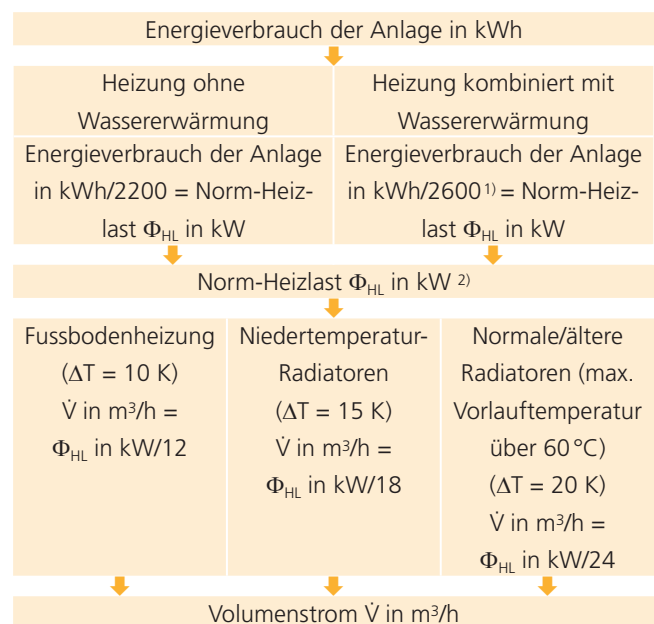 Energieverbrauch der Anlage in kWh
Heizung ohne
Wassererwärmung
Heizung kombiniert mit
Wassererwärmung
Energieverbrauch der Anlage
in kWh/2200 = Norm-Heiz-
last Φ_HL in kW
Energieverbrauch der Anlage
in kWh/2600 ¹⁾ = Norm-Heiz-
last Φ_HL in kW
Norm-Heizlast Φ_HL in kW ²⁾
Fussbodenheizung
(ΔT = 10 K)
V̇ in m³/h =
Φ_HL in kW/12
Niedertemperatur-
Radiatoren
(ΔT = 15 K)
V̇ in m³/h =
Φ_HL in kW/18
Normale/ältere
Radiatoren (max.
Vorlauftemperatur
über 60 °C)
(ΔT = 20 K)
V̇ in m³/h =
Φ_HL in kW/24
Volumenstrom V̇ in m³/h